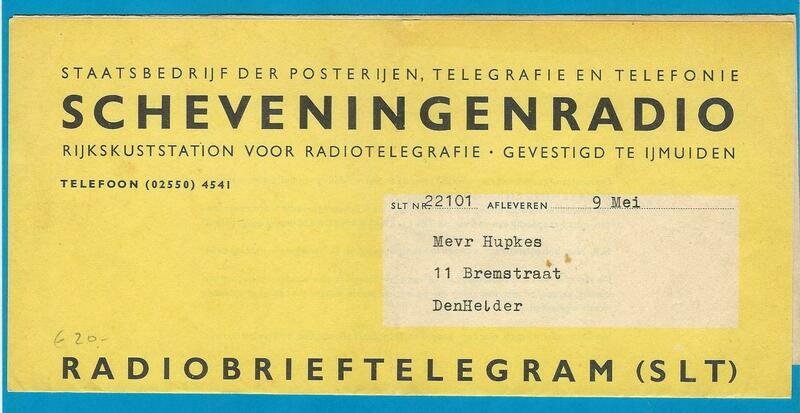 STAATSBEDRIJF DER POSTERIJEN, TELEGRAFIE EN TELEFONIE
SCHEVENINGENRADIO
RIJKSKUSTSTATION VOOR RADIOTELEGRAFIE · GEVESTIGD TE IJMUIDEN
TELEFOON (02550) 4541
SLT NR. 22101 AFLEVEREN 9 Mei
Mevr Hupkes
11 Bremstraat
DenHelder
€ 20.-
RADIOBRIEFTELEGRAM (SLT)